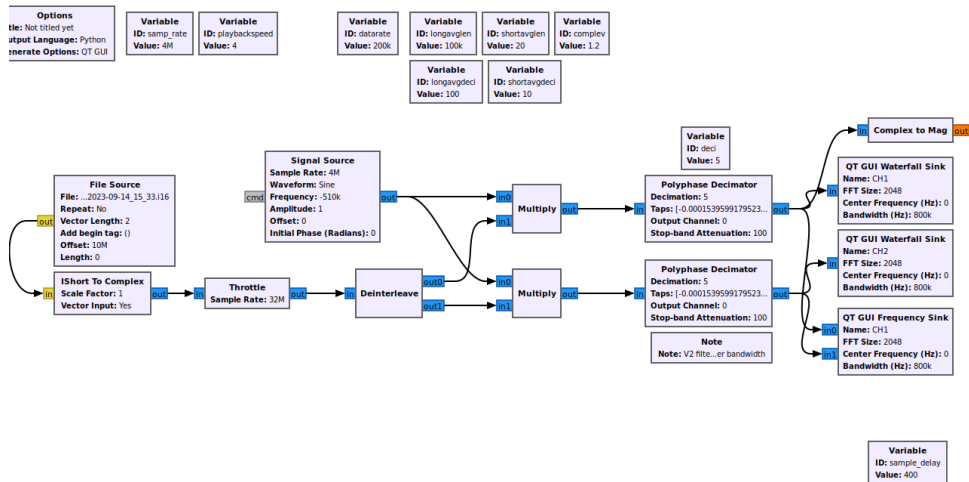 Options
tle: Not titled yet
utput Language: Python
enerate Options: QT GUI
Variable
ID: samp_rate
Value: 4M
Variable
ID: playbackspeed
Value: 4
Variable
ID: datarate
Value: 200k
Variable
ID: longavglen
Value: 100k
Variable
ID: shortavglen
Value: 20
Variable
ID: complev
Value: 1.2
Variable
ID: longavgdeci
Value: 100
Variable
ID: shortavgdeci
Value: 10
Variable
ID: deci
Value: 5
in
Complex to Mag
out
File Source
File: ...2023-09-14_15_33.i16
Repeat: No
Vector Length: 2
Add begin tag: ()
Offset: 10M
Length: 0
out
Signal Source
Sample Rate: 4M
Waveform: Sine
Frequency: -510k
Amplitude: 1
Offset: 0
Initial Phase (Radians): 0
cmd
out
in0
in1
Multiply
out
in
Polyphase Decimator
Decimation: 5
Taps: [-0.0001539599179523...
Output Channel: 0
Stop-band Attenuation: 100
out
in
QT GUI Waterfall Sink
Name: CH1
FFT Size: 2048
Center Frequency (Hz): 0
Bandwidth (Hz): 800k
in
QT GUI Waterfall Sink
Name: CH2
FFT Size: 2048
Center Frequency (Hz): 0
Bandwidth (Hz): 800k
in
IShort To Complex
Scale Factor: 1
Vector Input: Yes
out
in
Throttle
Sample Rate: 32M
out
in
Deinterleave
out0
out1
in0
in1
Multiply
out
in
Polyphase Decimator
Decimation: 5
Taps: [-0.0001539599179523...
Output Channel: 0
Stop-band Attenuation: 100
out
in0
in1
QT GUI Frequency Sink
Name: CH1
FFT Size: 2048
Center Frequency (Hz): 0
Bandwidth (Hz): 800k
Note
Note: V2 filte...er bandwidth
Variable
ID: sample_delay
Value: 400